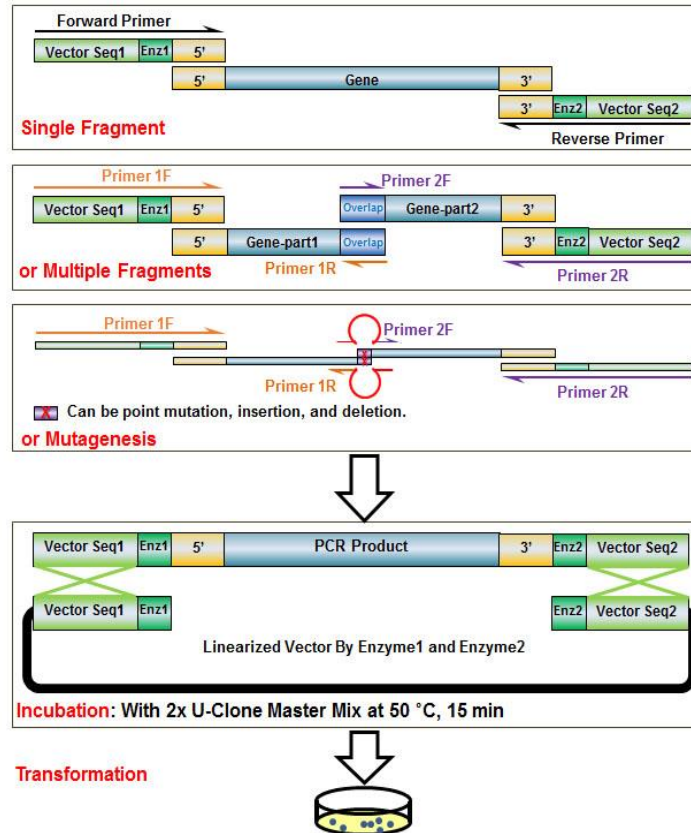 Forward Primer
Vector Seq1 Enz1 5'
5' Gene 3'
3' Enz2 Vector Seq2
Single Fragment
Reverse Primer
Primer 1F
Primer 2F
Vector Seq1 Enz1 5'
Overlap Gene-part2 3'
5' Gene-part1 Overlap
3' Enz2 Vector Seq2
or Multiple Fragments
Primer 1R
Primer 2R
Primer 1F
Primer 2F
X
Primer 1R
Primer 2R
X Can be point mutation, insertion, and deletion.
or Mutagenesis
Vector Seq1 Enz1 5' PCR Product 3' Enz2 Vector Seq2
Vector Seq1 Enz1
Enz2 Vector Seq2
Linearized Vector By Enzyme1 and Enzyme2
Incubation: With 2x U-Clone Master Mix at 50 °C, 15 min
Transformation